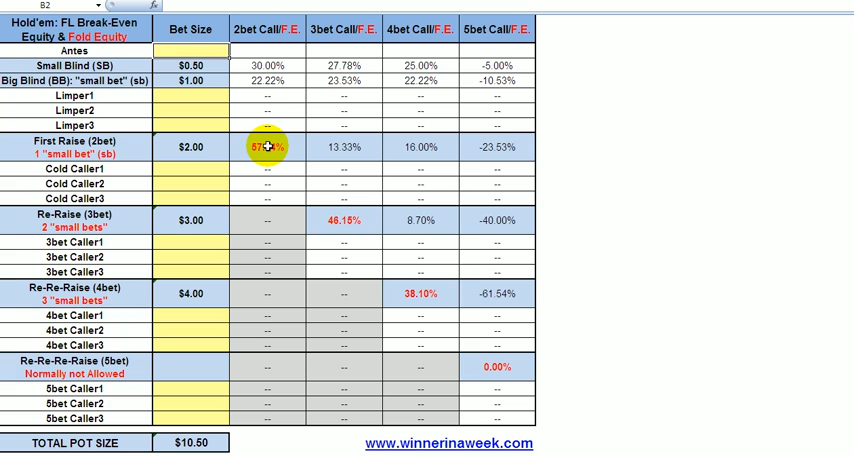 B2 fx
Hold'em: FL Break-Even Equity & Fold Equity Bet Size 2bet Call/F.E. 3bet Call/F.E. 4bet Call/F.E. 5bet Call/F.E.
Antes
Small Blind (SB) $0.50 30.00% 27.78% 25.00% -5.00%
Big Blind (BB): "small bet" (sb) $1.00 22.22% 23.53% 22.22% -10.53%
Limper1 -- -- -- --
Limper2 -- -- -- --
Limper3 -- -- -- --
First Raise (2bet) 1 "small bet" (sb) $2.00 13.33% 16.00% -23.53%
Cold Caller1 -- -- -- --
Cold Caller2 -- -- -- --
Cold Caller3 -- -- -- --
Re-Raise (3bet) 2 "small bets" $3.00 -- 46.15% 8.70% -40.00%
3bet Caller1 -- -- -- --
3bet Caller2 -- -- -- --
3bet Caller3 -- -- -- --
Re-Re-Raise (4bet) 3 "small bets" $4.00 -- -- 38.10% -61.54%
4bet Caller1 -- -- -- --
4bet Caller2 -- -- -- --
4bet Caller3 -- -- -- --
Re-Re-Re-Raise (5bet) Normally not Allowed -- -- -- 0.00%
5bet Caller1 -- -- -- --
5bet Caller2 -- -- -- --
5bet Caller3 -- -- -- --
TOTAL POT SIZE $10.50 www.winnerinaweek.com